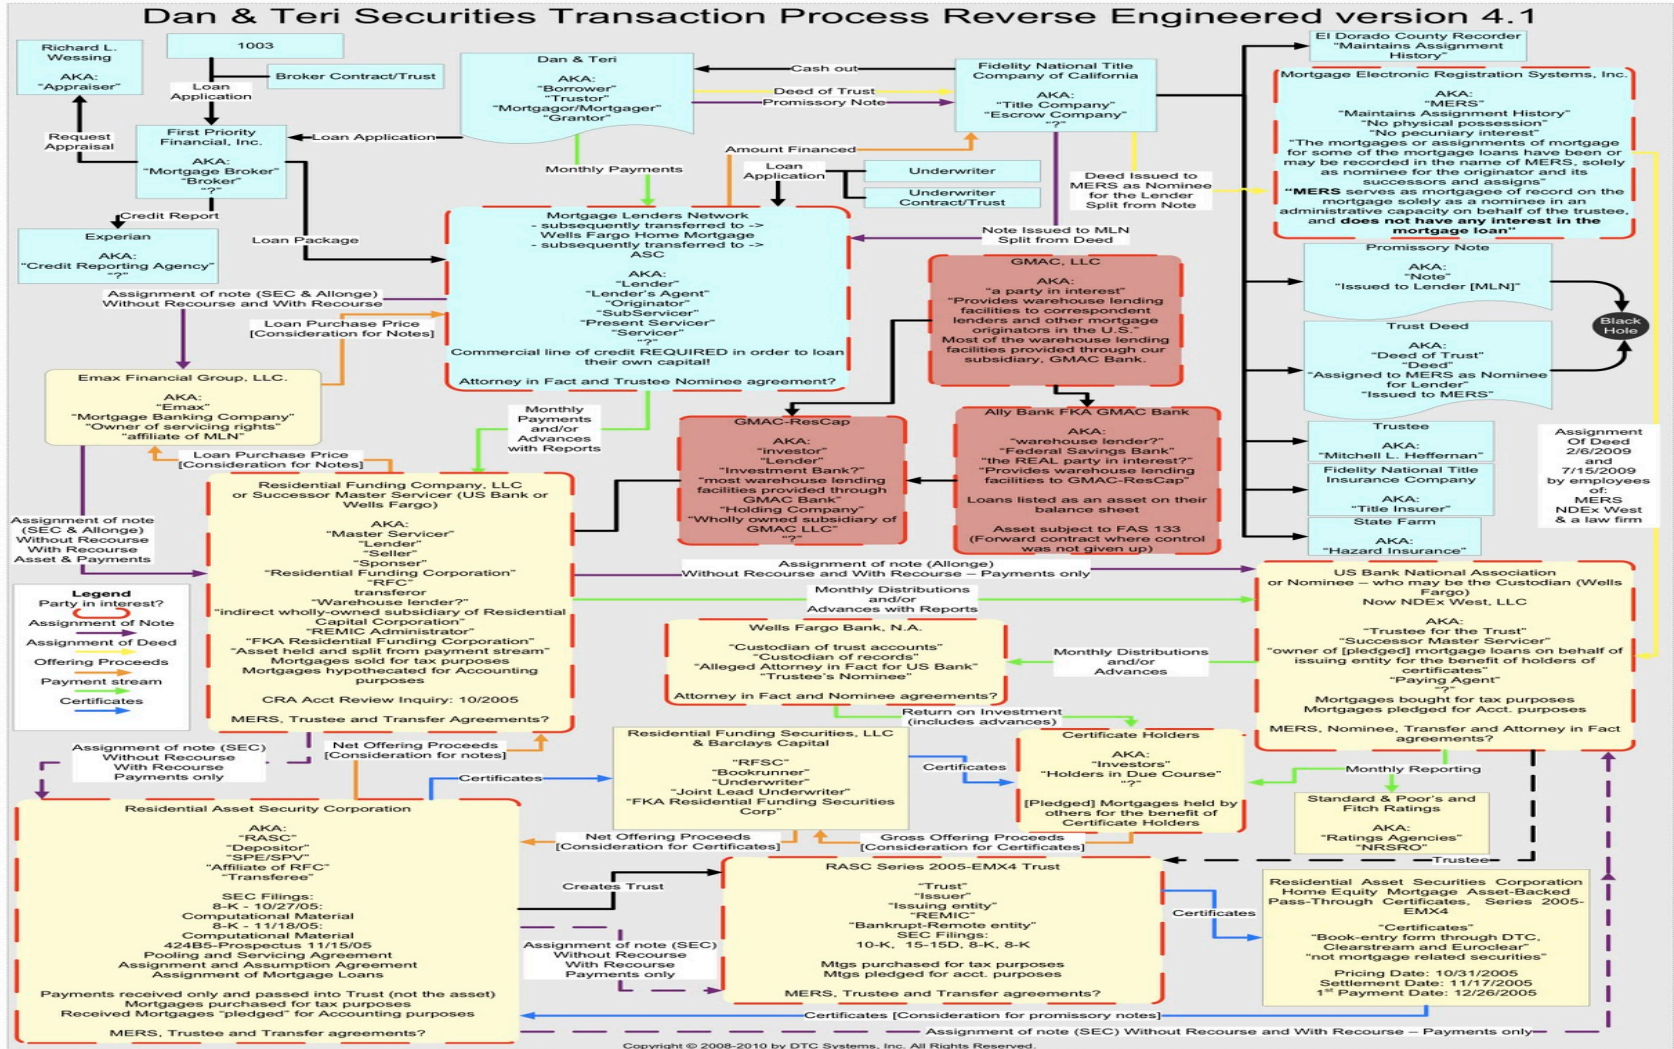 Dan & Teri Securities Transaction Process Reverse Engineered version 4.1
Richard L.
Wessing
AKA:
"Appraiser"
1003
Broker Contract/Trust
Loan
Application
Request
Appraisal
First Priority
Financial, Inc.
AKA:
"Mortgage Broker"
"Broker"
"?"
Loan Application
Credit Report
Experian
AKA:
"Credit Reporting Agency"
"?"
Loan Package
Dan & Teri
AKA:
"Borrower"
"Trustor"
"Mortgagor/Mortgager"
"Grantor"
Cash out
Deed of Trust
Promissory Note
Fidelity National Title
Company of California
AKA:
"Title Company"
"Escrow Company"
"?"
Amount Financed
Monthly Payments
Loan
Application
Underwriter
Underwriter
Contract/Trust
Deed Issued to
MERS as Nominee
for the Lender
Split from Note
Note Issued to MLN
Split from Deed
El Dorado County Recorder
"Maintains Assignment
History"
Mortgage Electronic Registration Systems, Inc.
AKA:
"MERS"
"Maintains Assignment History"
"No physical possession"
"No pecuniary interest"
"The mortgages or assignments of mortgage
for some of the mortgage loans have been or
may be recorded in the name of MERS, solely
as nominee for the originator and its
successors and assigns"
"MERS serves as mortgagee of record on the
mortgage solely as a nominee in an
administrative capacity on behalf of the trustee,
and does not have any interest in the
mortgage loan"
Promissory Note
AKA:
"Note"
"Issued to Lender [MLN]"
Black
Hole
Trust Deed
AKA:
"Deed of Trust"
"Deed"
"Assigned to MERS as Nominee
for Lender"
"Issued to MERS"
Trustee
AKA:
"Mitchell L. Heffernan"
Fidelity National Title
Insurance Company
AKA:
"Title Insurer"
State Farm
AKA:
"Hazard Insurance"
Assignment
Of Deed
2/6/2009
and
7/15/2009
by employees
of:
MERS
NDEx West
& a law firm
Mortgage Lenders Network
- subsequently transferred to ->
Wells Fargo Home Mortgage
- subsequently transferred to ->
ASC
AKA:
"Lender"
"Lender's Agent"
"Originator"
"SubServicer"
"Present Servicer"
"Servicer"
"?"
Commercial line of credit REQUIRED in order to loan
their own capital!
Attorney in Fact and Trustee Nominee agreement?
Assignment of note (SEC & Allonge)
Without Recourse and With Recourse
Loan Purchase Price
[Consideration for Notes]
Emax Financial Group, LLC.
AKA:
"Emax"
"Mortgage Banking Company"
"Owner of servicing rights"
"affiliate of MLN"
Loan Purchase Price
[Consideration for Notes]
Monthly
Payments
and/or
Advances
with Reports
GMAC, LLC
AKA:
"a party in interest"
"Provides warehouse lending
facilities to correspondent
lenders and other mortgage
originators in the U.S."
Most of the warehouse lending
facilities provided through our
subsidiary, GMAC Bank.
GMAC-ResCap
AKA:
"investor"
"Lender"
"Investment Bank?"
"most warehouse lending
facilities provided through
GMAC Bank"
"Holding Company"
"Wholly owned subsidiary of
GMAC LLC"
"?"
Ally Bank FKA GMAC Bank
AKA:
"warehouse lender?"
"Federal Savings Bank"
"the REAL party in interest?"
"Provides warehouse lending
facilities to GMAC-ResCap"
Loans listed as an asset on their
balance sheet
Asset subject to FAS 133
(Forward contract where control
was not given up)
Assignment of note
(SEC & Allonge)
Without Recourse
With Recourse
Asset & Payments
Residential Funding Company, LLC
or Successor Master Servicer (US Bank or
Wells Fargo)
AKA:
"Master Servicer"
"Lender"
"Seller"
"Sponser"
"Residential Funding Corporation"
"RFC"
transferor
"Warehouse lender?"
"indirect wholly-owned subsidiary of Residential
Capital Corporation"
"REMIC Administrator"
"FKA Residential Funding Corporation"
"Asset held and split from payment stream"
Mortgages sold for tax purposes
Mortgages hypothecated for Accounting
purposes
CRA Acct Review Inquiry: 10/2005
MERS, Trustee and Transfer Agreements?
Legend
Party in interest?
Assignment of Note
Assignment of Deed
Offering Proceeds
Payment stream
Certificates
Assignment of note (Allonge)
Without Recourse and With Recourse – Payments only
Monthly Distributions
and/or
Advances with Reports
Wells Fargo Bank, N.A.
"Custodian of trust accounts"
"Custodian of records"
"Alleged Attorney in Fact for US Bank"
"Trustee's Nominee"
Attorney in Fact and Nominee agreements?
Monthly Distributions
and/or
Advances
US Bank National Association
or Nominee – who may be the Custodian (Wells
Fargo)
Now NDEx West, LLC
AKA:
"Trustee for the Trust"
"Successor Master Servicer"
"owner of [pledged] mortgage loans on behalf of
issuing entity for the benefit of holders of
certificates"
"Paying Agent"
"?"
Mortgages bought for tax purposes
Mortgages pledged for Acct. purposes
MERS, Nominee, Transfer and Attorney in Fact
agreements?
Return on Investment
(includes advances)
Assignment of note (SEC)
Without Recourse
With Recourse
Payments only
Net Offering Proceeds
[Consideration for notes]
Certificates
Residential Funding Securities, LLC
& Barclays Capital
"RFSC"
"Bookrunner"
"Underwriter"
"Joint Lead Underwriter"
"FKA Residential Funding Securities
Corp"
Certificates
Certificate Holders
AKA:
"Investors"
"Holders in Due Course"
"?"
[Pledged] Mortgages held by
others for the benefit of
Certificate Holders
Monthly Reporting
Standard & Poor's and
Fitch Ratings
AKA:
"Ratings Agencies"
"NRSRO"
Net Offering Proceeds
[Consideration for Certificates]
Gross Offering Proceeds
[Consideration for Certificates]
Trustee
Residential Asset Security Corporation
AKA:
"RASC"
"Depositor"
"SPE/SPV"
"Affiliate of RFC"
"Transferee"
SEC Filings:
8-K - 10/27/05:
Computational Material
8-K - 11/18/05:
Computational Material
424B5-Prospectus 11/15/05
Pooling and Servicing Agreement
Assignment and Assumption Agreement
Assignment of Mortgage Loans
Payments received only and passed into Trust (not the asset)
Mortgages purchased for tax purposes
Received Mortgages "pledged" for Accounting purposes
MERS, Trustee and Transfer agreements?
Creates Trust
Assignment of note (SEC)
Without Recourse
With Recourse
Payments only
RASC Series 2005-EMX4 Trust
"Trust"
"Issuer"
"Issuing entity"
"REMIC"
"Bankrupt-Remote entity"
SEC Filings:
10-K, 15-15D, 8-K, 8-K
Mtgs purchased for tax purposes
Mtgs pledged for acct. purposes
MERS, Trustee and Transfer agreements?
Certificates
Residential Asset Securities Corporation
Home Equity Mortgage Asset-Backed
Pass-Through Certificates, Series 2005-
EMX4
"Certificates"
"Book-entry form through DTC,
Clearstream and Euroclear"
"not mortgage related securities"
Pricing Date: 10/31/2005
Settlement Date: 11/17/2005
1st Payment Date: 12/26/2005
Certificates [Consideration for promissory notes]
Assignment of note (SEC) Without Recourse and With Recourse – Payments only
Copyright © 2008-2010 by DTC Systems, Inc. All Rights Reserved.